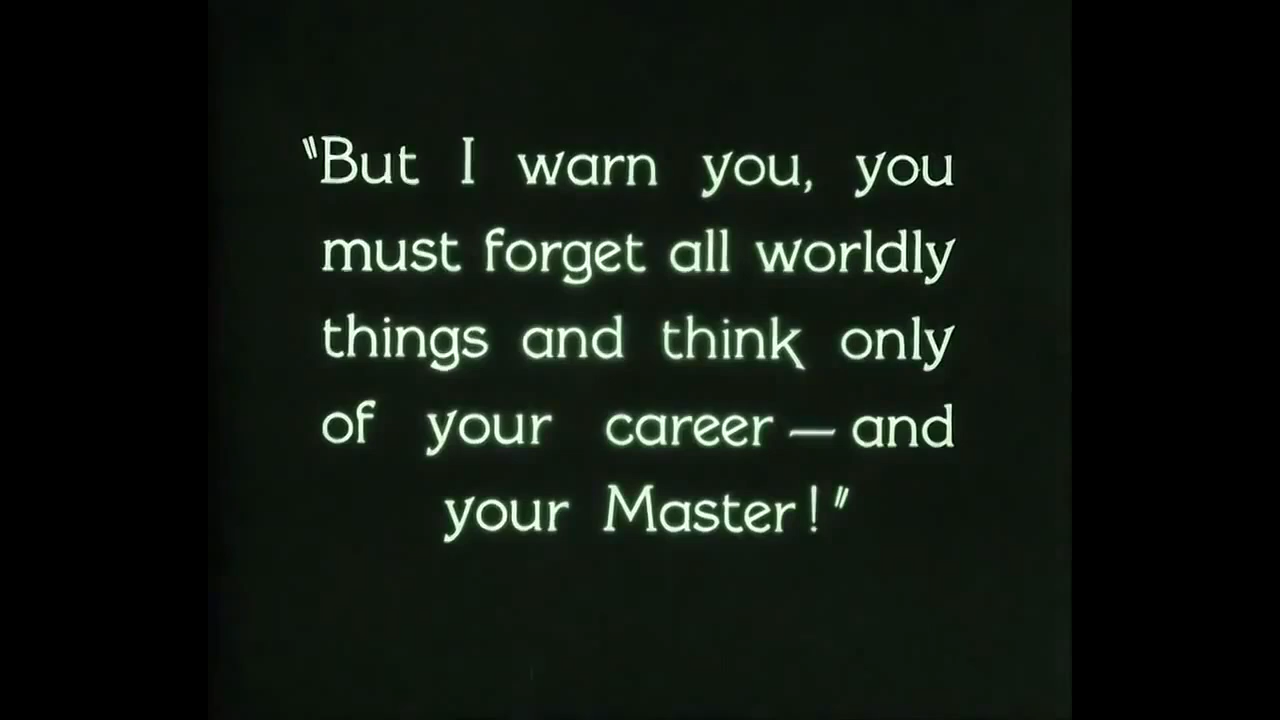 "But I warn you, you
must forget all worldly
things and think only
of your career — and
your Master!"